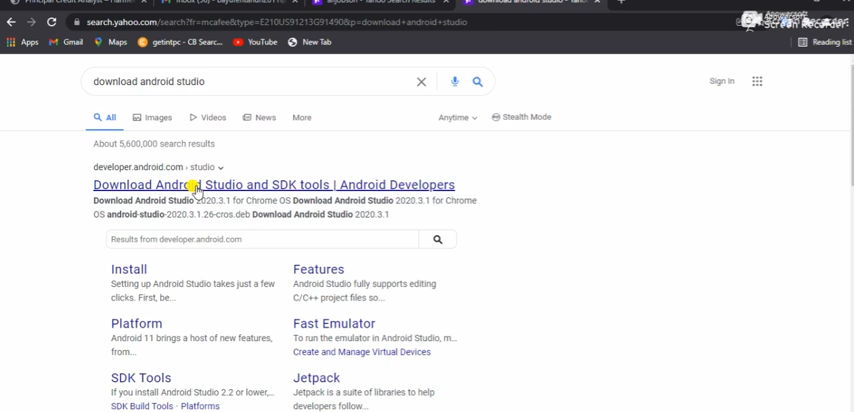 Principal Credit Analyst – Hammi
download android studio - Yahoo
search.yahoo.com/search?fr=mcafee&type=E210US91213G91490&p=download+android+studio
Apowersoft
Screen Recorder
Apps
Gmail
Maps
getintpc - CB Searc...
YouTube
New Tab
Reading list
download android studio
Sign In
All
Images
Videos
News
More
Anytime
Stealth Mode
About 5,600,000 search results
developer.android.com › studio
Download Android Studio and SDK tools | Android Developers
Download Android Studio 2020.3.1 for Chrome OS Download Android Studio 2020.3.1 for Chrome
OS android-studio-2020.3.1.26-cros.deb Download Android Studio 2020.3.1
Results from developer.android.com
Install
Setting up Android Studio takes just a few
clicks. First, be...
Features
Android Studio fully supports editing
C/C++ project files so...
Platform
Android 11 brings a host of new features,
from...
Fast Emulator
To run the emulator in Android Studio, m...
Create and Manage Virtual Devices
SDK Tools
If you install Android Studio 2.2 or lower,...
SDK Build Tools · Platforms
Jetpack
Jetpack is a suite of libraries to help
developers follow...